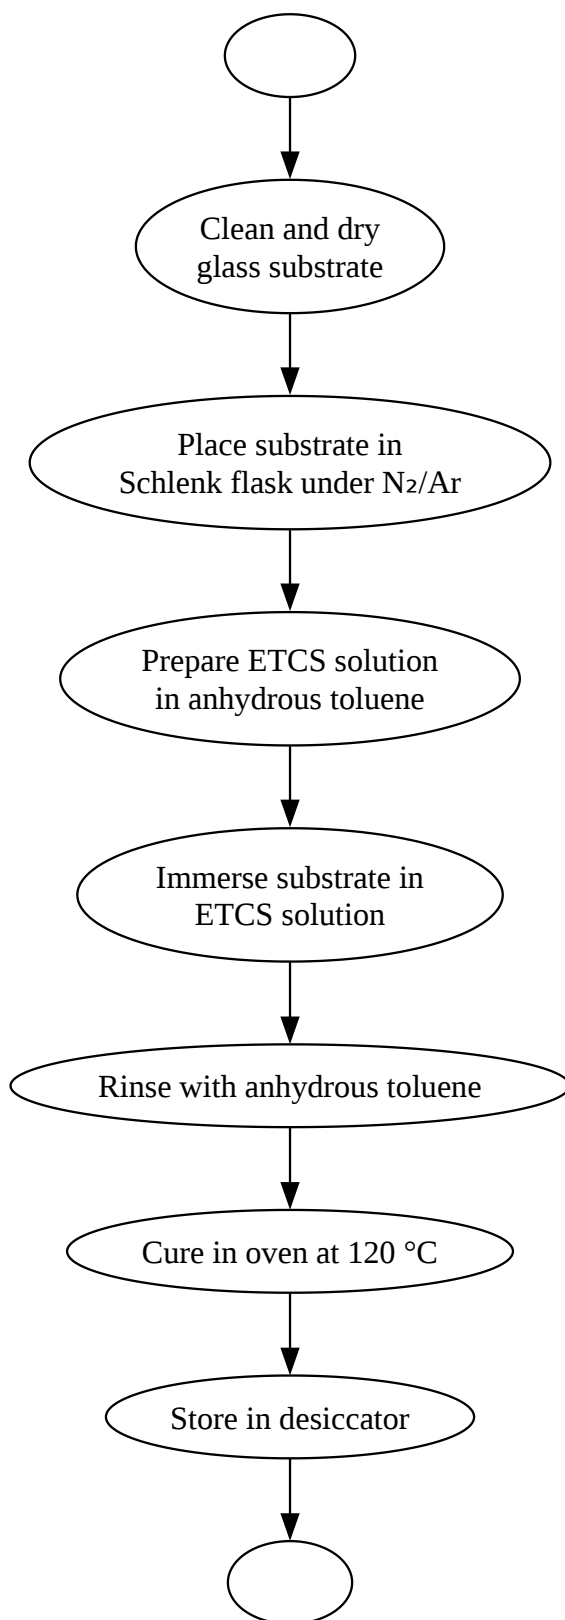 Clean and dry
glass substrate
Place substrate in
Schlenk flask under N₂/Ar
Prepare ETCS solution
in anhydrous toluene
Immerse substrate in
ETCS solution
Rinse with anhydrous toluene
Cure in oven at 120 °C
Store in desiccator